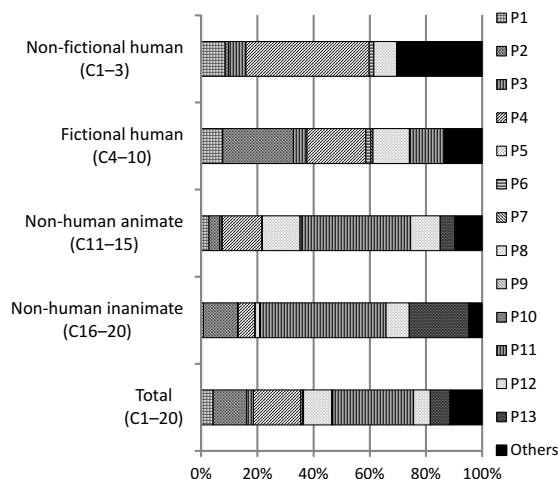 Non-fictional human
(C1–3)
Fictional human
(C4–10)
Non-human animate
(C11–15)
Non-human inanimate
(C16–20)
Total
(C1–20)
0% 20% 40% 60% 80% 100%
P1
P2
P3
P4
P5
P6
P7
P8
P9
P10
P11
P12
P13
Others